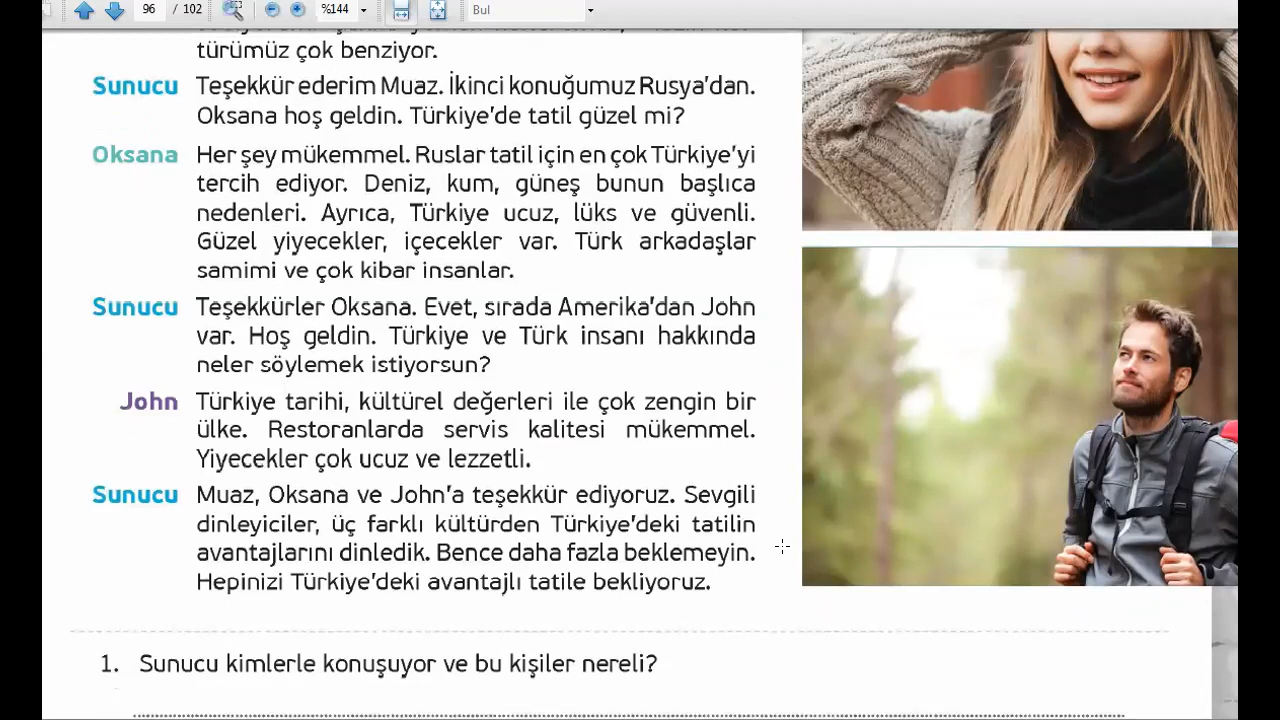 96 / 102 %144 Bul
türümüz çok benziyor.
Sunucu Teşekkür ederim Muaz. İkinci konuğumuz Rusya’dan.
Oksana hoş geldin. Türkiye’de tatil güzel mi?
Oksana Her şey mükemmel. Ruslar tatil için en çok Türkiye’yi
tercih ediyor. Deniz, kum, güneş bunun başlıca
nedenleri. Ayrıca, Türkiye ucuz, lüks ve güvenli.
Güzel yiyecekler, içecekler var. Türk arkadaşlar
samimi ve çok kibar insanlar.
Sunucu Teşekkürler Oksana. Evet, sırada Amerika’dan John
var. Hoş geldin. Türkiye ve Türk insanı hakkında
neler söylemek istiyorsun?
John Türkiye tarihi, kültürel değerleri ile çok zengin bir
ülke. Restoranlarda servis kalitesi mükemmel.
Yiyecekler çok ucuz ve lezzetli.
Sunucu Muaz, Oksana ve John’a teşekkür ediyoruz. Sevgili
dinleyiciler, üç farklı kültürden Türkiye’deki tatilin
avantajlarını dinledik. Bence daha fazla beklemeyin.
Hepinizi Türkiye’deki avantajlı tatile bekliyoruz.
1. Sunucu kimlerle konuşuyor ve bu kişiler nereli?